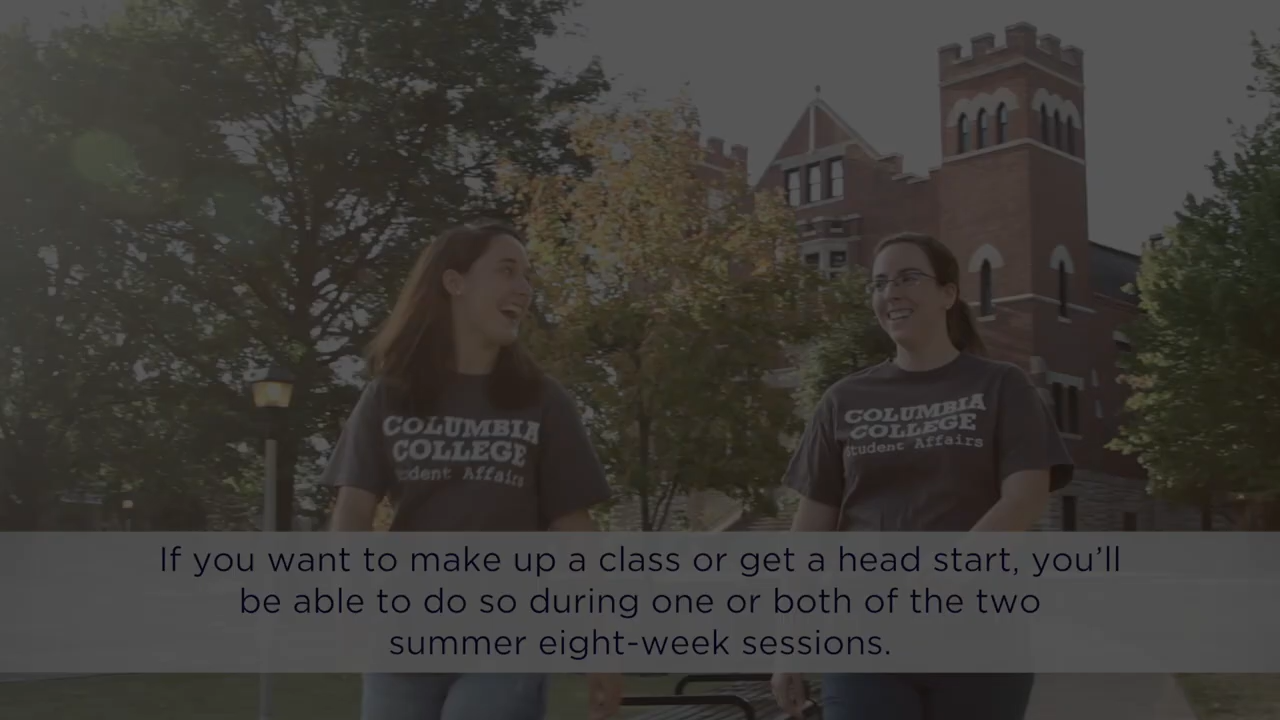 COLUMBIA
COLLEGE
Student Affairs
COLUMBIA
COLLEGE
Student Affairs
If you want to make up a class or get a head start, you’ll
be able to do so during one or both of the two
summer eight-week sessions.